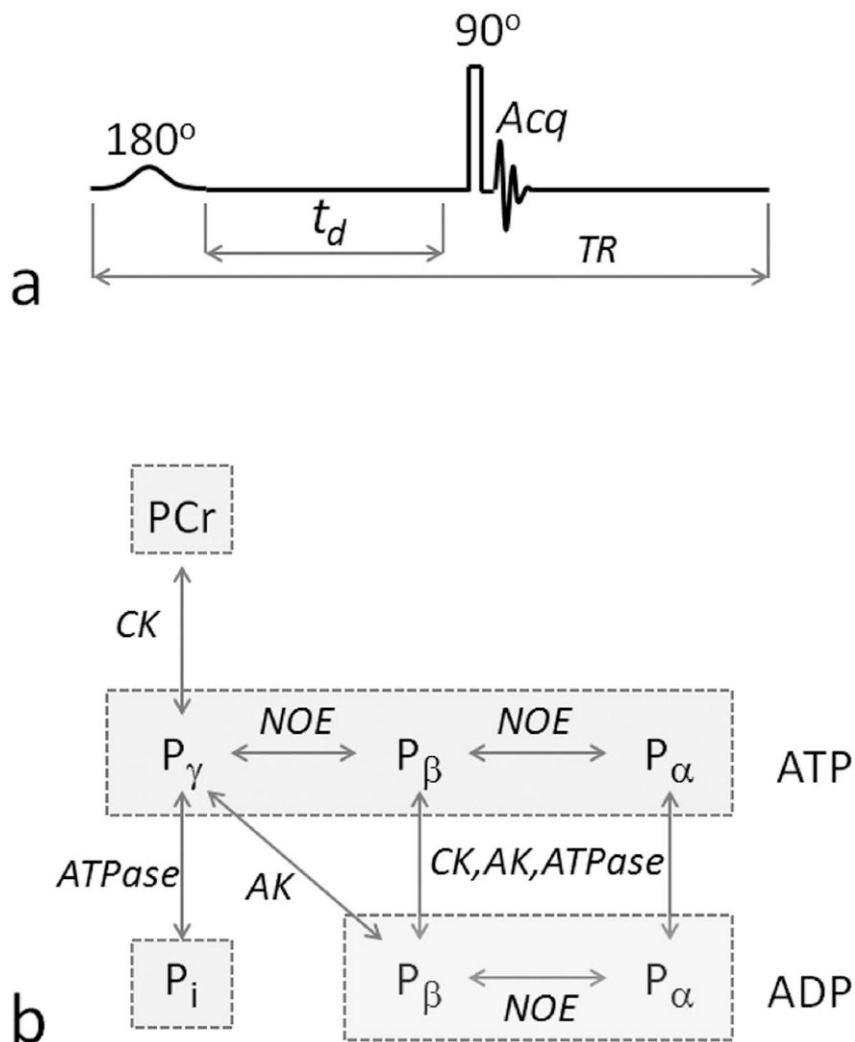 90°
180°
Acq
t_d
TR
a
PCr
CK
NOE NOE
P_γ P_β P_α ATP
ATPase AK CK,AK,ATPase
P_i P_β P_α ADP
NOE
b